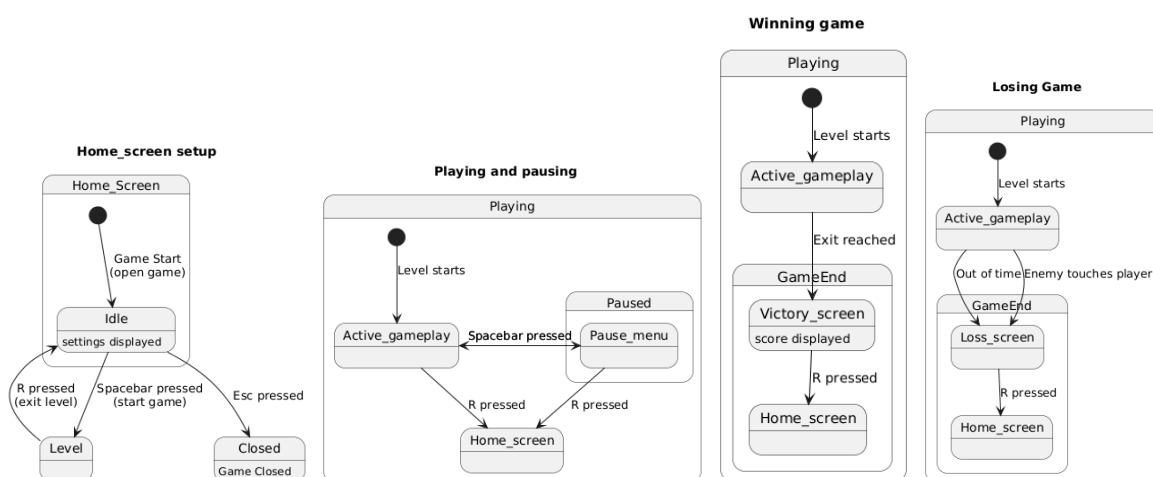 Home_screen setup
Home_Screen
Game Start
(open game)
Idle
settings displayed
R pressed
(exit level)
Spacebar pressed
(start game)
Esc pressed
Level
Closed
Game Closed
Playing and pausing
Playing
Level starts
Paused
Active_gameplay
Spacebar pressed
Pause_menu
R pressed
R pressed
Home_screen
Winning game
Playing
Level starts
Active_gameplay
Exit reached
GameEnd
Victory_screen
score displayed
R pressed
Home_screen
Losing Game
Playing
Level starts
Active_gameplay
Out of time
Enemy touches player
GameEnd
Loss_screen
R pressed
Home_screen